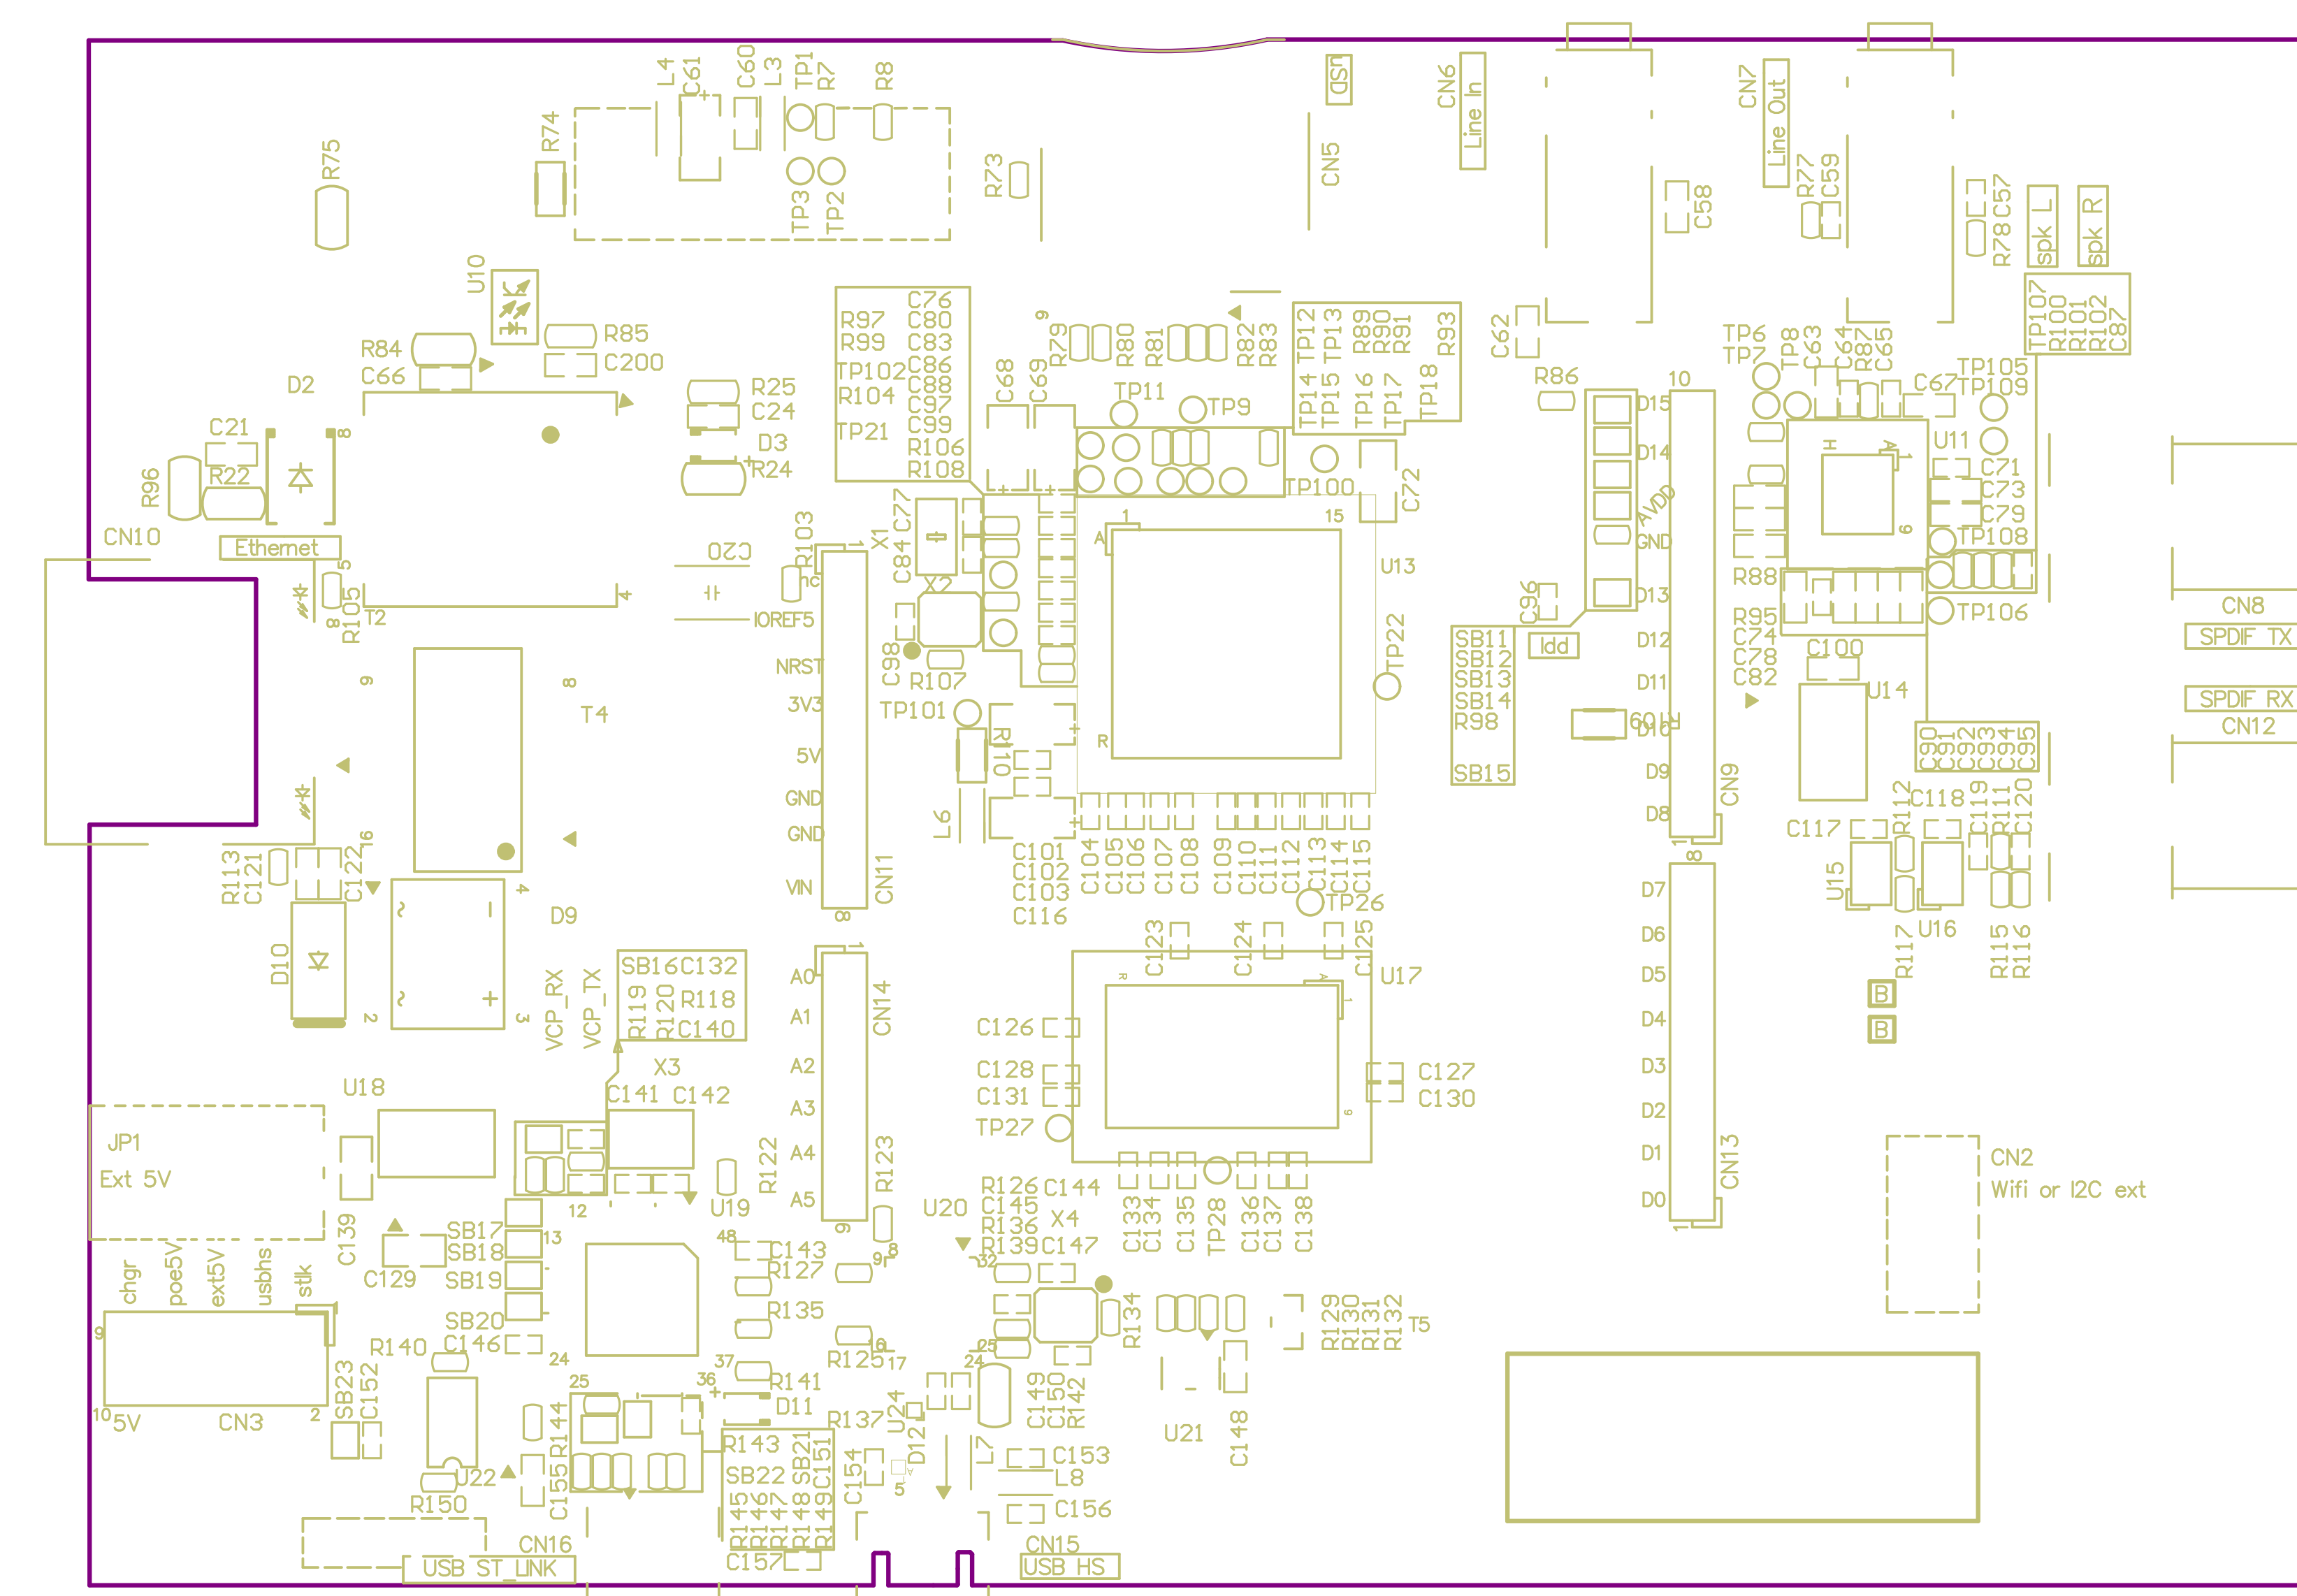 L4
C61
C60
L3
TP1
R7
R8
R74
R75
TP3
TP2
R73
CN5
CN6
Line in
CN7
Line Out
R77
C59
C58
R78
C57
spk L
spk R
U10
R84
C66
R85
C200
D2
C21
R22
R96
R25
C24
D3
R24
R97
R99
TP102
R104
TP21
C76
C80
C83
C86
C88
C97
C99
R106
R108
C68
C69
R79
R80
R81
R82
R83
TP11
TP9
TP12
TP13
R89
R90
R91
R93
TP14
TP15
TP16
TP17
TP18
TP100
C72
C62
R86
10
D15
D14
AVDD
GND
D13
D12
D11
D10
D9
D8
TP6
TP7
TP8
C63
C64
R87
C65
C67
TP105
TP109
TP107
R100
R101
R102
C87
U11
C71
C73
C79
TP108
R88
R95
C74
C78
C82
TP106
C100
U14
CN10
Ethernet
R105
T2
C20
R103
nc
IOREF5
NRST
3V3
5V
GND
GND
VIN
X1
C77
C84
X2
C98
R107
TP101
R110
L6
U13
TP22
C96
Idd
SB11
SB12
SB13
SB14
R98
SB15
R109
CN8
SPDIF TX
SPDIF RX
CN12
T4
C90
C91
C92
C93
C94
C95
CN9
CN11
C101
C102
C103
C116
C104
C105
C106
C107
C108
C109
C110
C111
C112
C113
C114
C115
TP26
C117
C118
R112
C119
R111
C120
U15
U16
R117
R115
R116
R113
C121
C122
D9
D10
VCP_RX
VCP_TX
SB16
C132
R119
R120
R118
C140
A0
A1
A2
A3
A4
A5
CN14
C123
C124
C125
U17
D7
D6
D5
D4
D3
D2
D1
D0
CN13
B
B
C126
C128
C131
TP27
C127
C130
X3
C141
C142
U18
JP1
Ext 5V
R122
R123
U19
U20
R126
C145
R136
R139
C144
X4
C147
C133
C134
C135
TP28
C136
C137
C138
CN2
Wifi or I2C ext
C139
C129
SB17
SB18
SB19
SB20
C146
chgr
poe5V
ext5V
usbhs
stlk
5V
CN3
SB23
C152
R140
C143
R127
R135
R141
D11
R125
R137
R134
R129
R130
R131
R132
T5
C149
C150
R142
U21
C148
U22
R150
R144
C155
R143
SB22
SB21
C151
R145
R146
R147
R148
R149
C157
C154
U24
D12
L7
C153
L8
C156
CN16
USB ST_LINK
CN15
USB HS